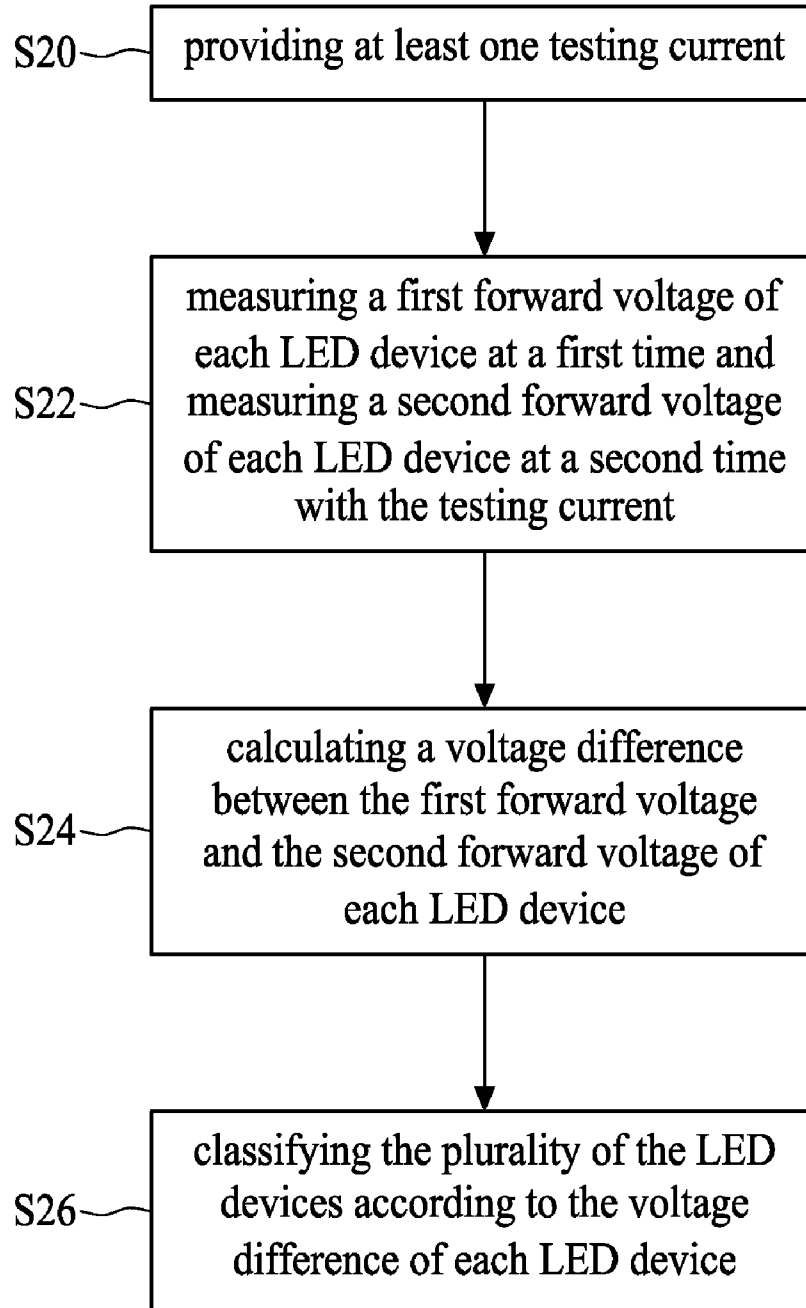 S20
providing at least one testing current
S22
measuring a first forward voltage of
each LED device at a first time and
measuring a second forward voltage
of each LED device at a second time
with the testing current
S24
calculating a voltage difference
between the first forward voltage
and the second forward voltage of
each LED device
S26
classifying the plurality of the LED
devices according to the voltage
difference of each LED device